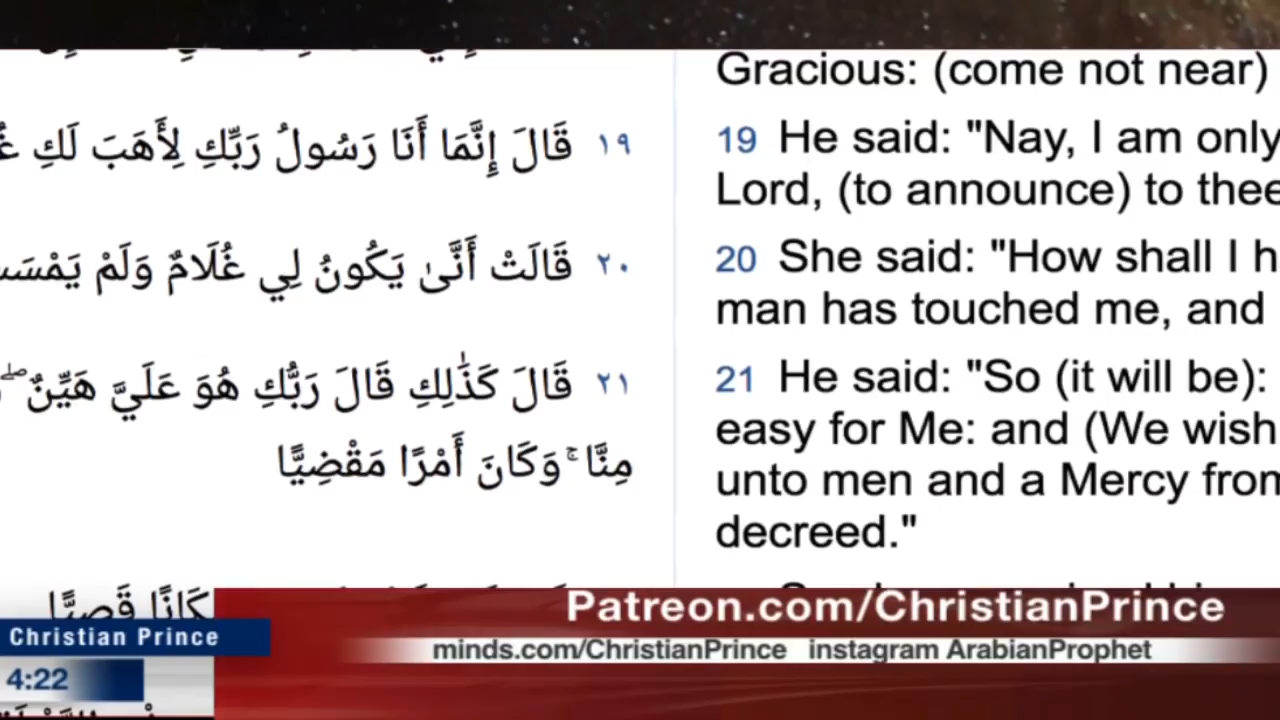 Gracious: (come not near)
١٩ قَالَ إِنَّمَا أَنَا رَسُولُ رَبِّكِ لِأَهَبَ لَكِ
19 He said: "Nay, I am only
Lord, (to announce) to thee
٢٠ قَالَتْ أَنَّىٰ يَكُونُ لِي غُلَامٌ وَلَمْ
20 She said: "How shall I
man has touched me, and
٢١ قَالَ كَذَٰلِكِ قَالَ رَبُّكِ هُوَ عَلَيَّ هَيِّنٌ ۖ
مِنَّا ۚ وَكَانَ أَمْرًا مَقْضِيًّا
21 He said: "So (it will be):
easy for Me: and (We wish
unto men and a Mercy from
decreed."
مَكَانًا قَصِيًّا
Patreon.com/ChristianPrince
Christian Prince
minds.com/ChristianPrince instagram ArabianProphet
4:22